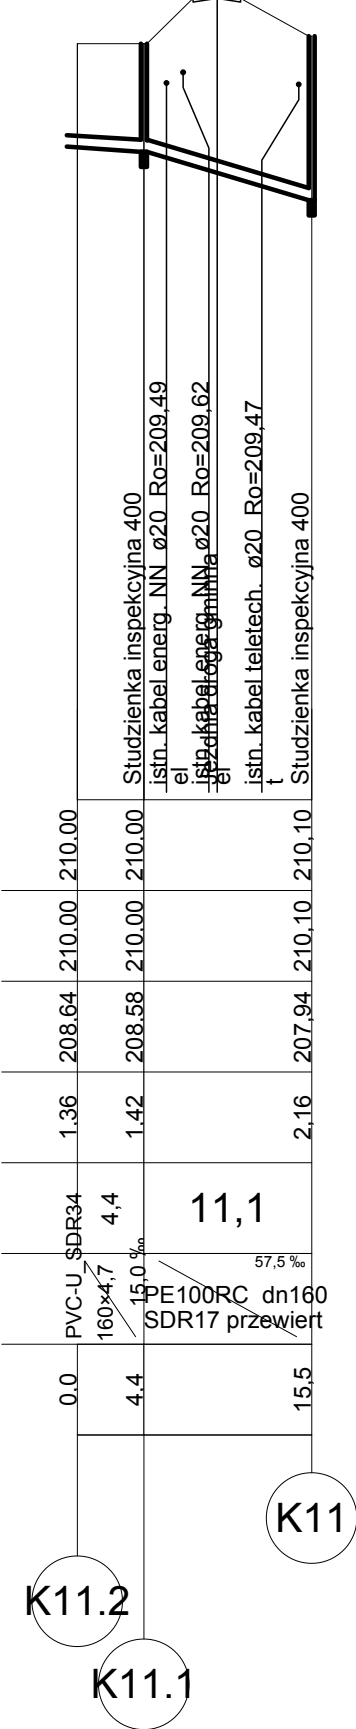 Studzienka inspekcyjna 400
istn. kabel energ. NN ø20 Ro=209,49
el
istn. kabel energ. NN ø20 Ro=209,62
el
Jezdnia droga gminna
istn. kabel teletech. ø20 Ro=209,47
t
Studzienka inspekcyjna 400
210.00 210.00 210,10
210.00 210.00 210,10
208.64 208.58 207,94
1.36 1.42 2,16
PVC-U_SDR34
4,4
11,1
160×4,7
15,0 ‰
57,5 ‰
PE100RC dn160
SDR17 przewiert
0.0 4.4 15,5
K11
K11.2
K11.1